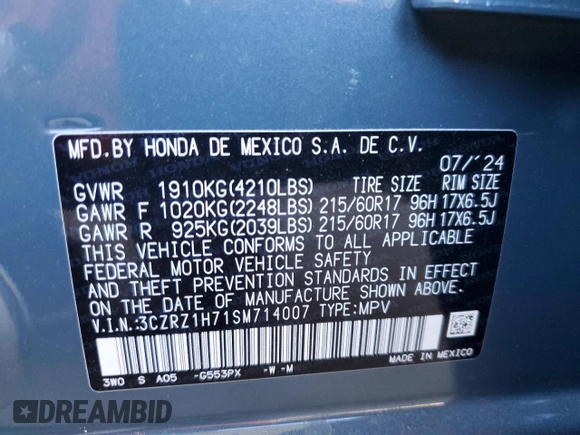 MFD. BY HONDA DE MEXICO S.A. DE C.V.
07/'24
GVWR 1910KG(4210LBS) TIRE SIZE RIM SIZE
GAWR F 1020KG(2248LBS) 215/60R17 96H 17X6.5J
GAWR R 925KG(2039LBS) 215/60R17 96H 17X6.5J
THIS VEHICLE CONFORMS TO ALL APPLICABLE
FEDERAL MOTOR VEHICLE SAFETY
AND THEFT PREVENTION STANDARDS IN EFFECT
ON THE DATE OF MANUFACTURE SHOWN ABOVE.
V.I.N.:3CZRZ1H71SM714007 TYPE:MPV
3W0 S A05 -G553PX -W-M
MADE IN MEXICO
DREAMBID